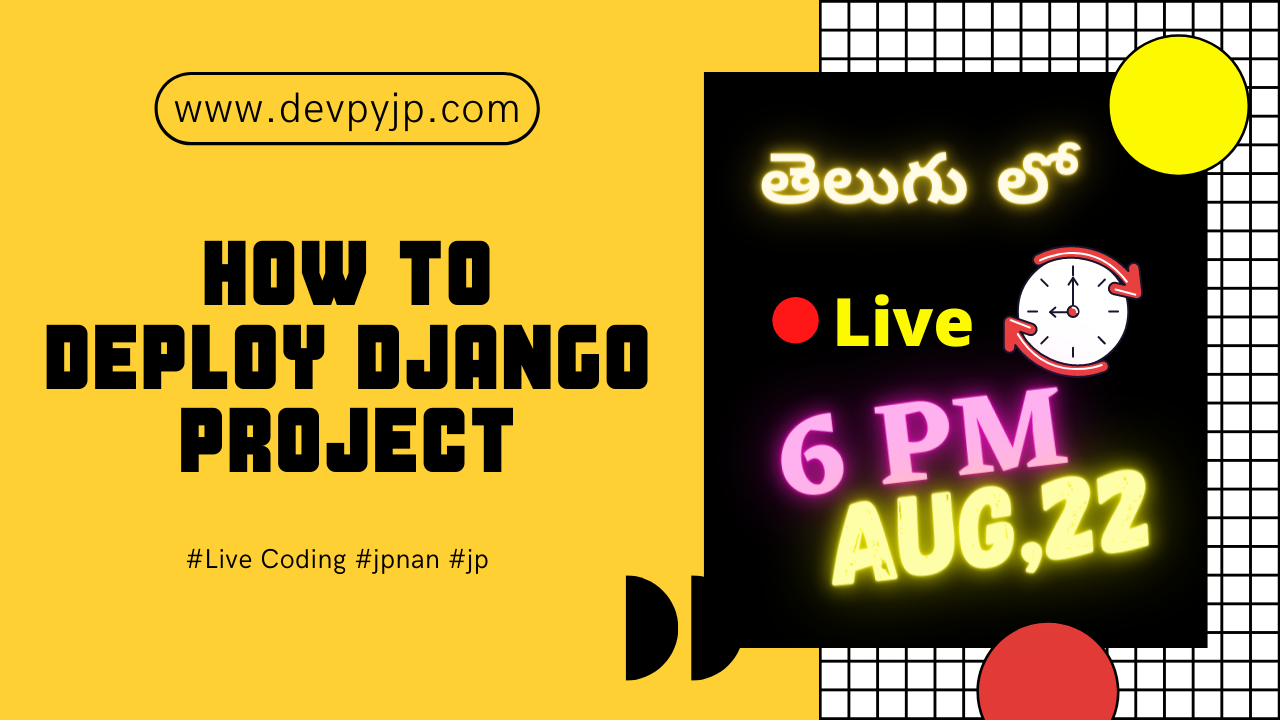 www.devpyjp.com
HOW TO
DEPLOY DJANGO
PROJECT
#Live Coding #jpnan #jp
తెలుగు లో
Live
6 PM
AUG,22